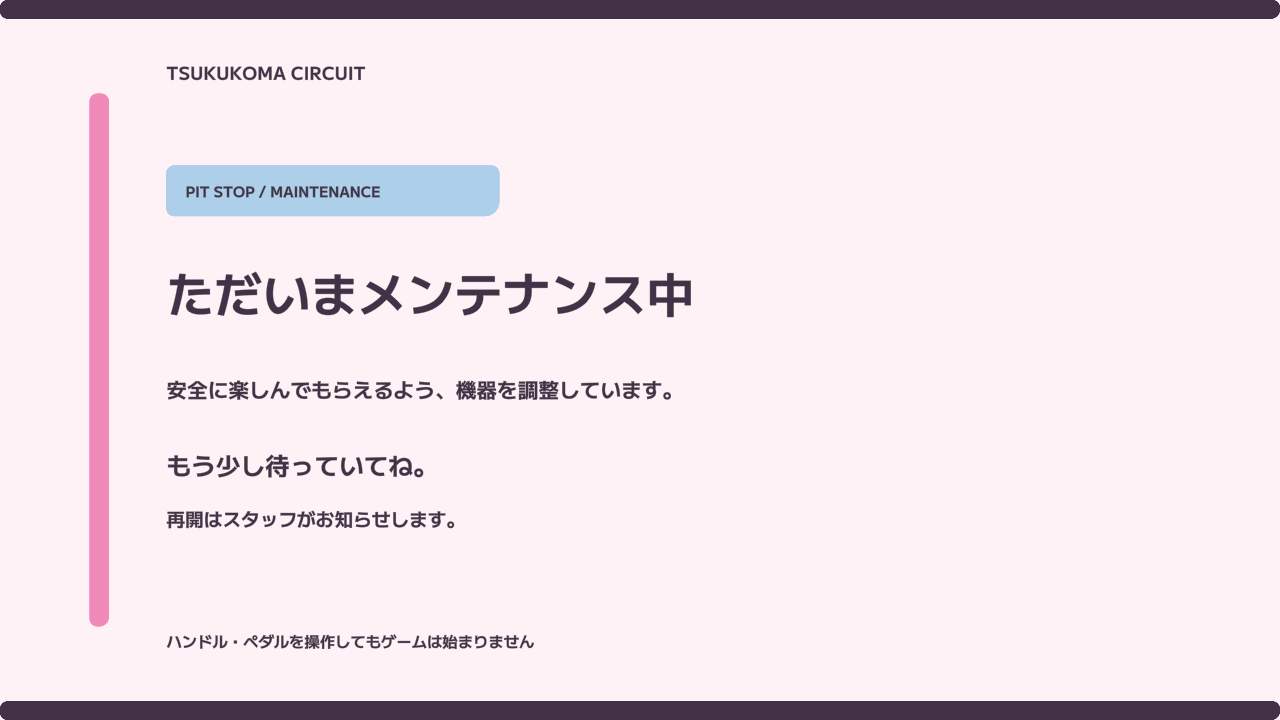 TSUKUKOMA CIRCUIT
PIT STOP / MAINTENANCE
ただいまメンテナンス中
安全に楽しんでもらえるよう、機器を調整しています。
もう少し待っていてね。
再開はスタッフがお知らせします。
ハンドル・ペダルを操作してもゲームは始まりません